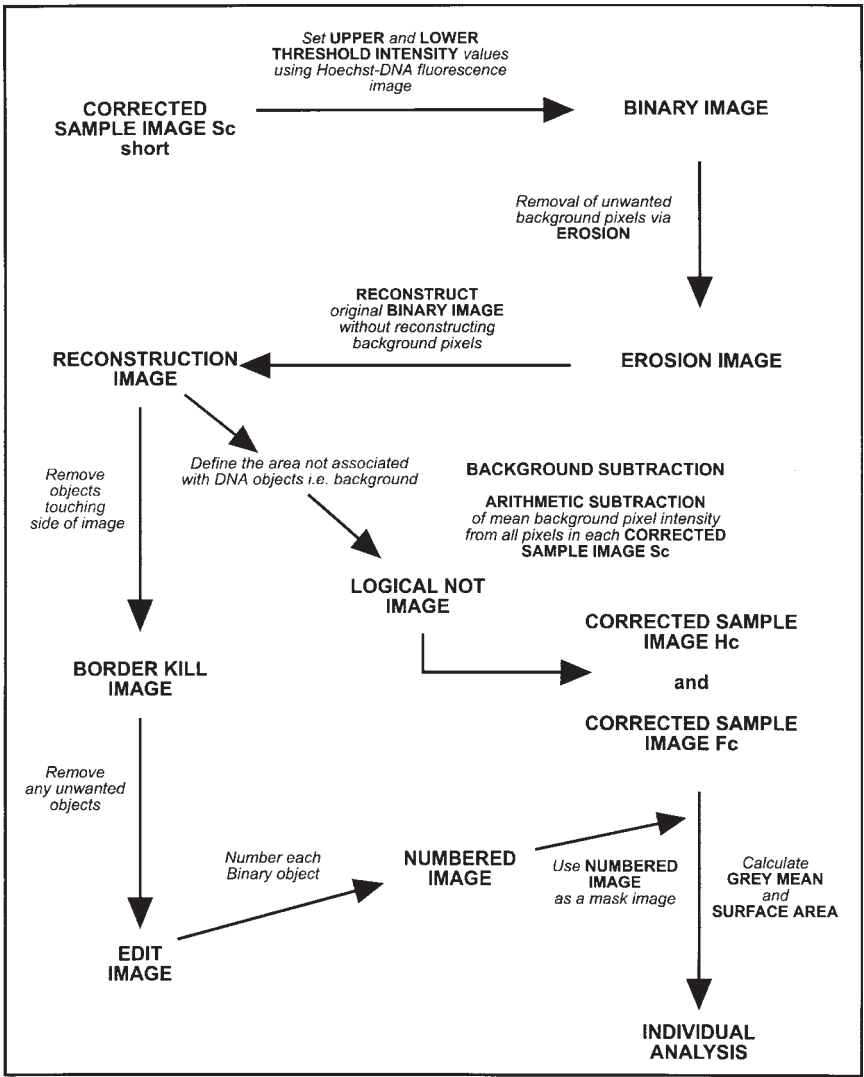 Set UPPER and LOWER
THRESHOLD INTENSITY values
using Hoechst-DNA fluorescence
image
CORRECTED
SAMPLE IMAGE Sc
short
BINARY IMAGE
Removal of unwanted
background pixels via
EROSION
RECONSTRUCT
original BINARY IMAGE
without reconstructing
background pixels
RECONSTRUCTION
IMAGE
EROSION IMAGE
Remove
objects
touching
side of image
Define the area not associated
with DNA objects i.e. background
BACKGROUND SUBTRACTION
ARITHMETIC SUBTRACTION
of mean background pixel intensity
from all pixels in each CORRECTED
SAMPLE IMAGE Sc
LOGICAL NOT
IMAGE
CORRECTED SAMPLE
IMAGE Hc
and
CORRECTED SAMPLE
IMAGE Fc
BORDER KILL
IMAGE
Remove
any unwanted
objects
Number each
Binary object
NUMBERED
IMAGE
Use NUMBERED
IMAGE
as a mask image
Calculate
GREY MEAN
and
SURFACE AREA
EDIT
IMAGE
INDIVIDUAL
ANALYSIS